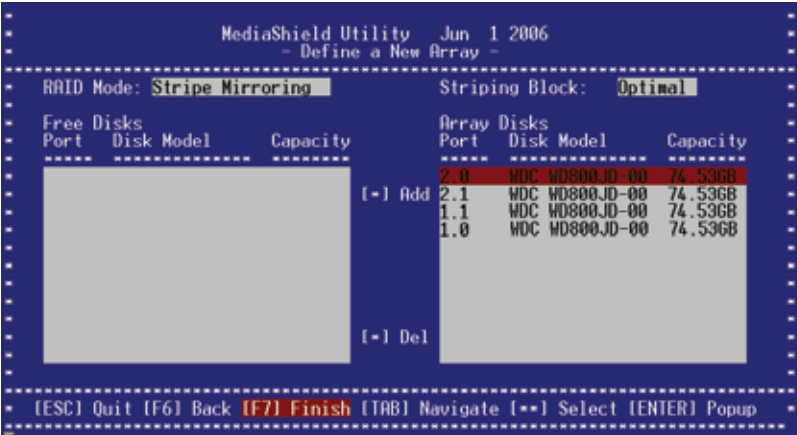 MediaShield Utility Jun 1 2006
- Define a New Array -
RAID Mode: Stripe Mirroring Striping Block: Optimal
Free Disks Array Disks
Port Disk Model Capacity Port Disk Model Capacity
2.0 WDC WD800JD-00 74.53GB
[-] Add 2.1 WDC WD800JD-00 74.53GB
1.1 WDC WD800JD-00 74.53GB
1.0 WDC WD800JD-00 74.53GB
[-] Del
[ESC] Quit [F6] Back [F7] Finish [TAB] Navigate [--] Select [ENTER] Popup